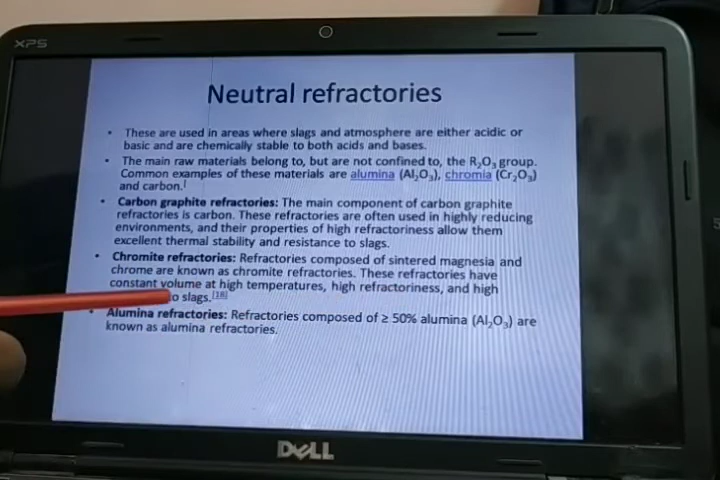 XPS
Neutral refractories
• These are used in areas where slags and atmosphere are either acidic or
basic and are chemically stable to both acids and bases.
• The main raw materials belong to, but are not confined to, the R₂O₃ group.
Common examples of these materials are alumina (Al₂O₃), chromia (Cr₂O₃)
and carbon.
• Carbon graphite refractories: The main component of carbon graphite
refractories is carbon. These refractories are often used in highly reducing
environments, and their properties of high refractoriness allow them
excellent thermal stability and resistance to slags.
• Chromite refractories: Refractories composed of sintered magnesia and
chrome are known as chromite refractories. These refractories have
constant volume at high temperatures, high refractoriness, and high
to slags.[18]
• Alumina refractories: Refractories composed of ≥ 50% alumina (Al₂O₃) are
known as alumina refractories.
DELL